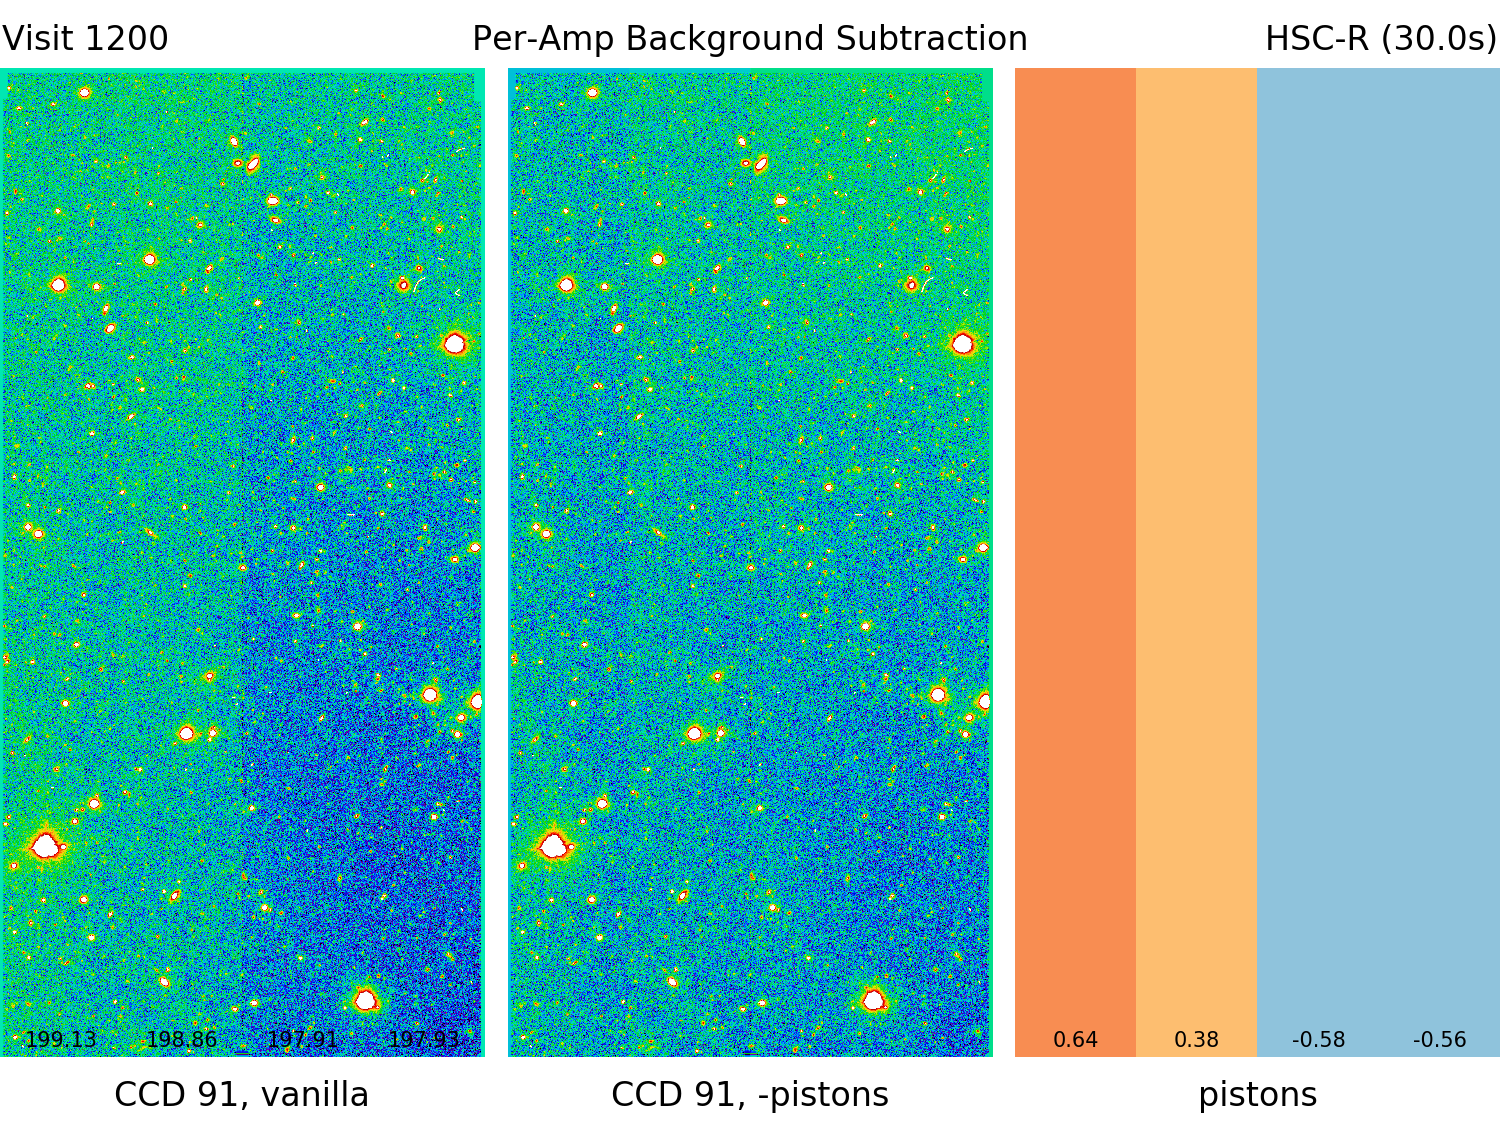 Visit 1200 Per-Amp Background Subtraction HSC-R (30.0s)
199.13 198.86 197.91 197.93 0.64 0.38 -0.58 -0.56
CCD 91, vanilla CCD 91, -pistons pistons